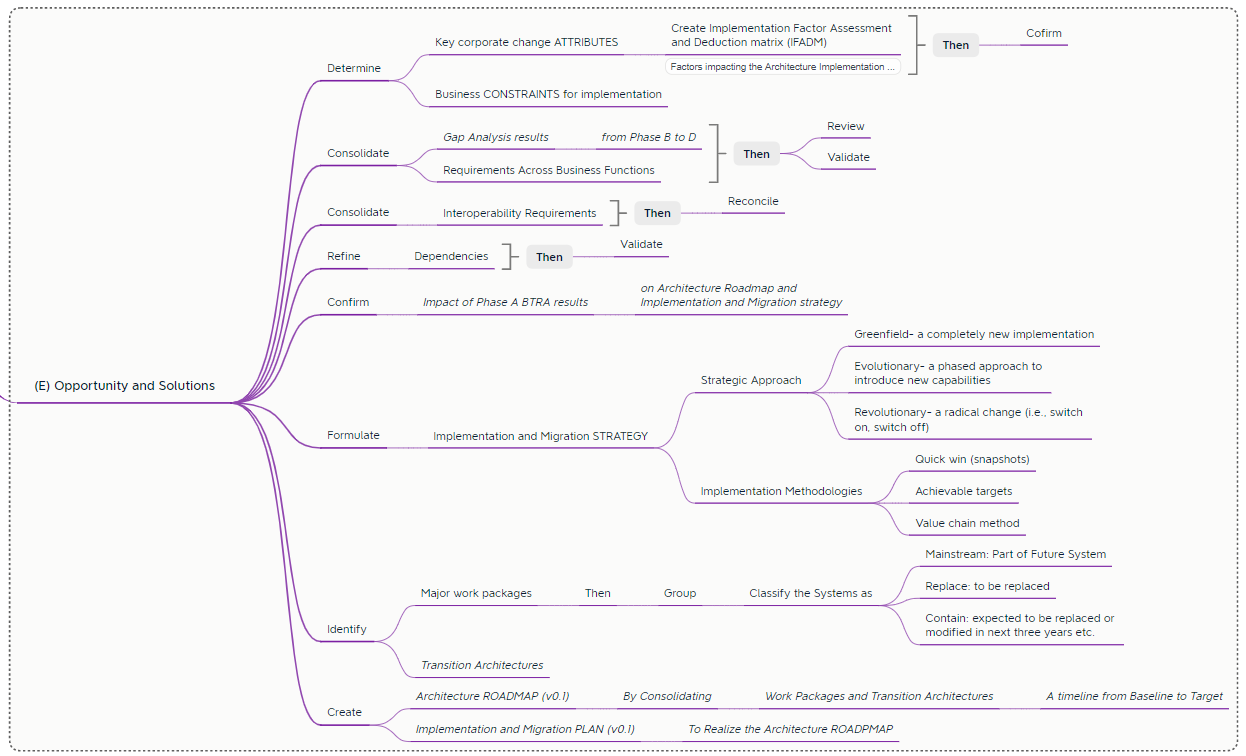 (E) Opportunity and Solutions
Determine
Key corporate change ATTRIBUTES
Create Implementation Factor Assessment
and Deduction matrix (IFADM)
Factors impacting the Architecture Implementation ...
Then
Cofirm
Business CONSTRAINTS for implementation
Consolidate
Gap Analysis results
from Phase B to D
Requirements Across Business Functions
Then
Review
Validate
Consolidate
Interoperability Requirements
Then
Reconcile
Refine
Dependencies
Then
Validate
Confirm
Impact of Phase A BTRA results
on Architecture Roadmap and
Implementation and Migration strategy
Formulate
Implementation and Migration STRATEGY
Strategic Approach
Greenfield- a completely new implementation
Evolutionary- a phased approach to
introduce new capabilities
Revolutionary- a radical change (i.e., switch
on, switch off)
Implementation Methodologies
Quick win (snapshots)
Achievable targets
Value chain method
Identify
Major work packages
Then
Group
Classify the Systems as
Mainstream: Part of Future System
Replace: to be replaced
Contain: expected to be replaced or
modified in next three years etc.
Transition Architectures
Create
Architecture ROADMAP (v0.1)
By Consolidating
Work Packages and Transition Architectures
A timeline from Baseline to Target
Implementation and Migration PLAN (v0.1)
To Realize the Architecture ROADPMAP